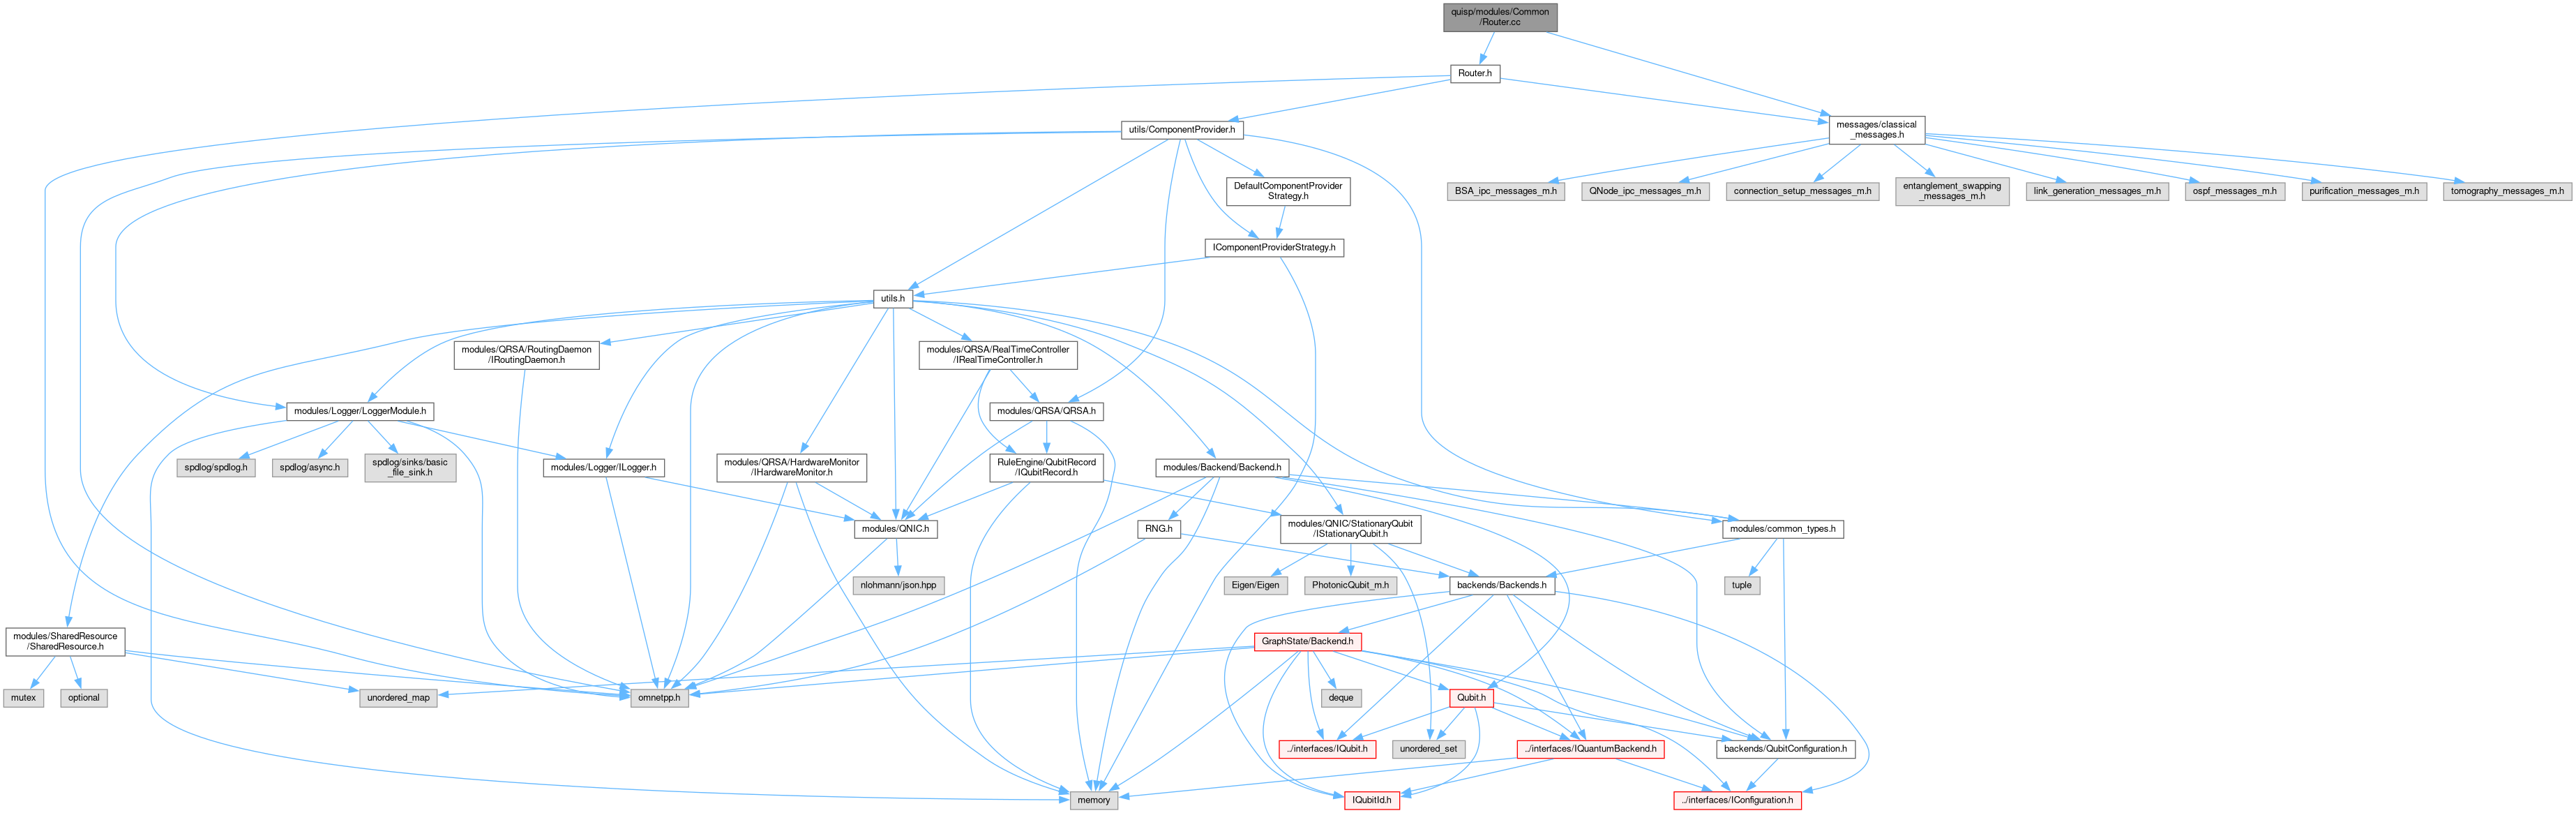 quisp/modules/Common
/Router.cc
Router.h
utils/ComponentProvider.h
messages/classical
_messages.h
DefaultComponentProvider
Strategy.h
BSA_ipc_messages_m.h
QNode_ipc_messages_m.h
connection_setup_messages_m.h
entanglement_swapping
_messages_m.h
link_generation_messages_m.h
ospf_messages_m.h
purification_messages_m.h
tomography_messages_m.h
IComponentProviderStrategy.h
utils.h
modules/QRSA/RoutingDaemon
/IRoutingDaemon.h
modules/QRSA/RealTimeController
/IRealTimeController.h
modules/Logger/LoggerModule.h
modules/QRSA/QRSA.h
spdlog/spdlog.h
spdlog/async.h
spdlog/sinks/basic
_file_sink.h
modules/Logger/ILogger.h
modules/QRSA/HardwareMonitor
/IHardwareMonitor.h
RuleEngine/QubitRecord
/IQubitRecord.h
modules/Backend/Backend.h
modules/QNIC.h
RNG.h
modules/QNIC/StationaryQubit
/IStationaryQubit.h
modules/common_types.h
nlohmann/json.hpp
Eigen/Eigen
PhotonicQubit_m.h
backends/Backends.h
tuple
modules/SharedResource
/SharedResource.h
GraphState/Backend.h
mutex
optional
unordered_map
omnetpp.h
deque
Qubit.h
../interfaces/IQubit.h
unordered_set
../interfaces/IQuantumBackend.h
backends/QubitConfiguration.h
memory
IQubitId.h
../interfaces/IConfiguration.h